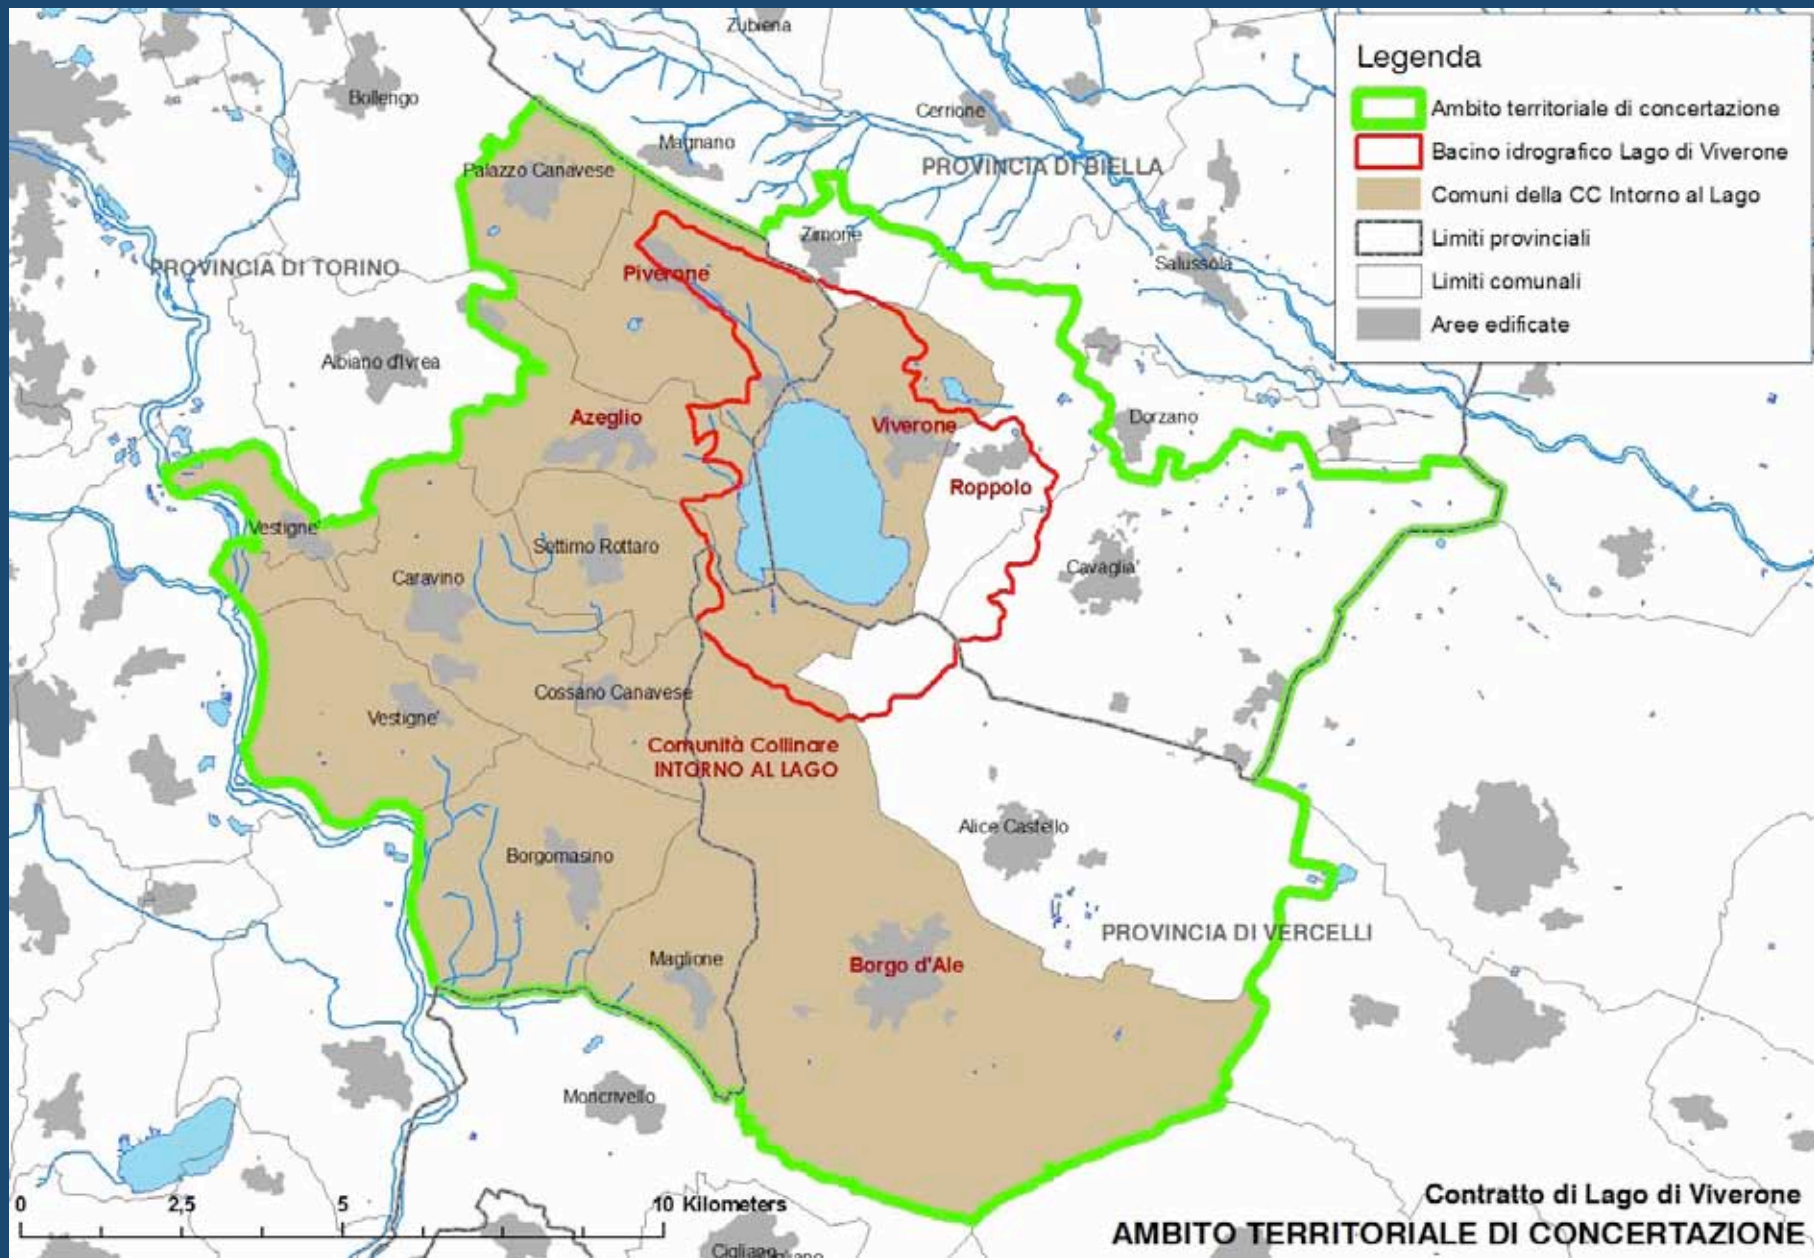 Zubiena
Bollengo
Cerrione
Magnano
PROVINCIA DI BIELLA
Palazzo Canavese
Zimone
PROVINCIA DI TORINO
Salussola
Piverone
Albiano d'Ivrea
Azeglio
Viverone
Dorzano
Roppolo
Vestigne'
Settimo Rottaro
Caravino
Cavaglia'
Cossano Canavese
Vestigne'
Comunità Collinare
INTORNO AL LAGO
Alice Castello
Borgomasino
PROVINCIA DI VERCELLI
Maglione
Borgo d'Ale
Moncrivello
Legenda
Ambito territoriale di concertazione
Bacino idrografico Lago di Viverone
Comuni della CC Intorno al Lago
Limiti provinciali
Limiti comunali
Aree edificate
0 2,5 5 10 Kilometers
Contratto di Lago di Viverone
AMBITO TERRITORIALE DI CONCERTAZIONE